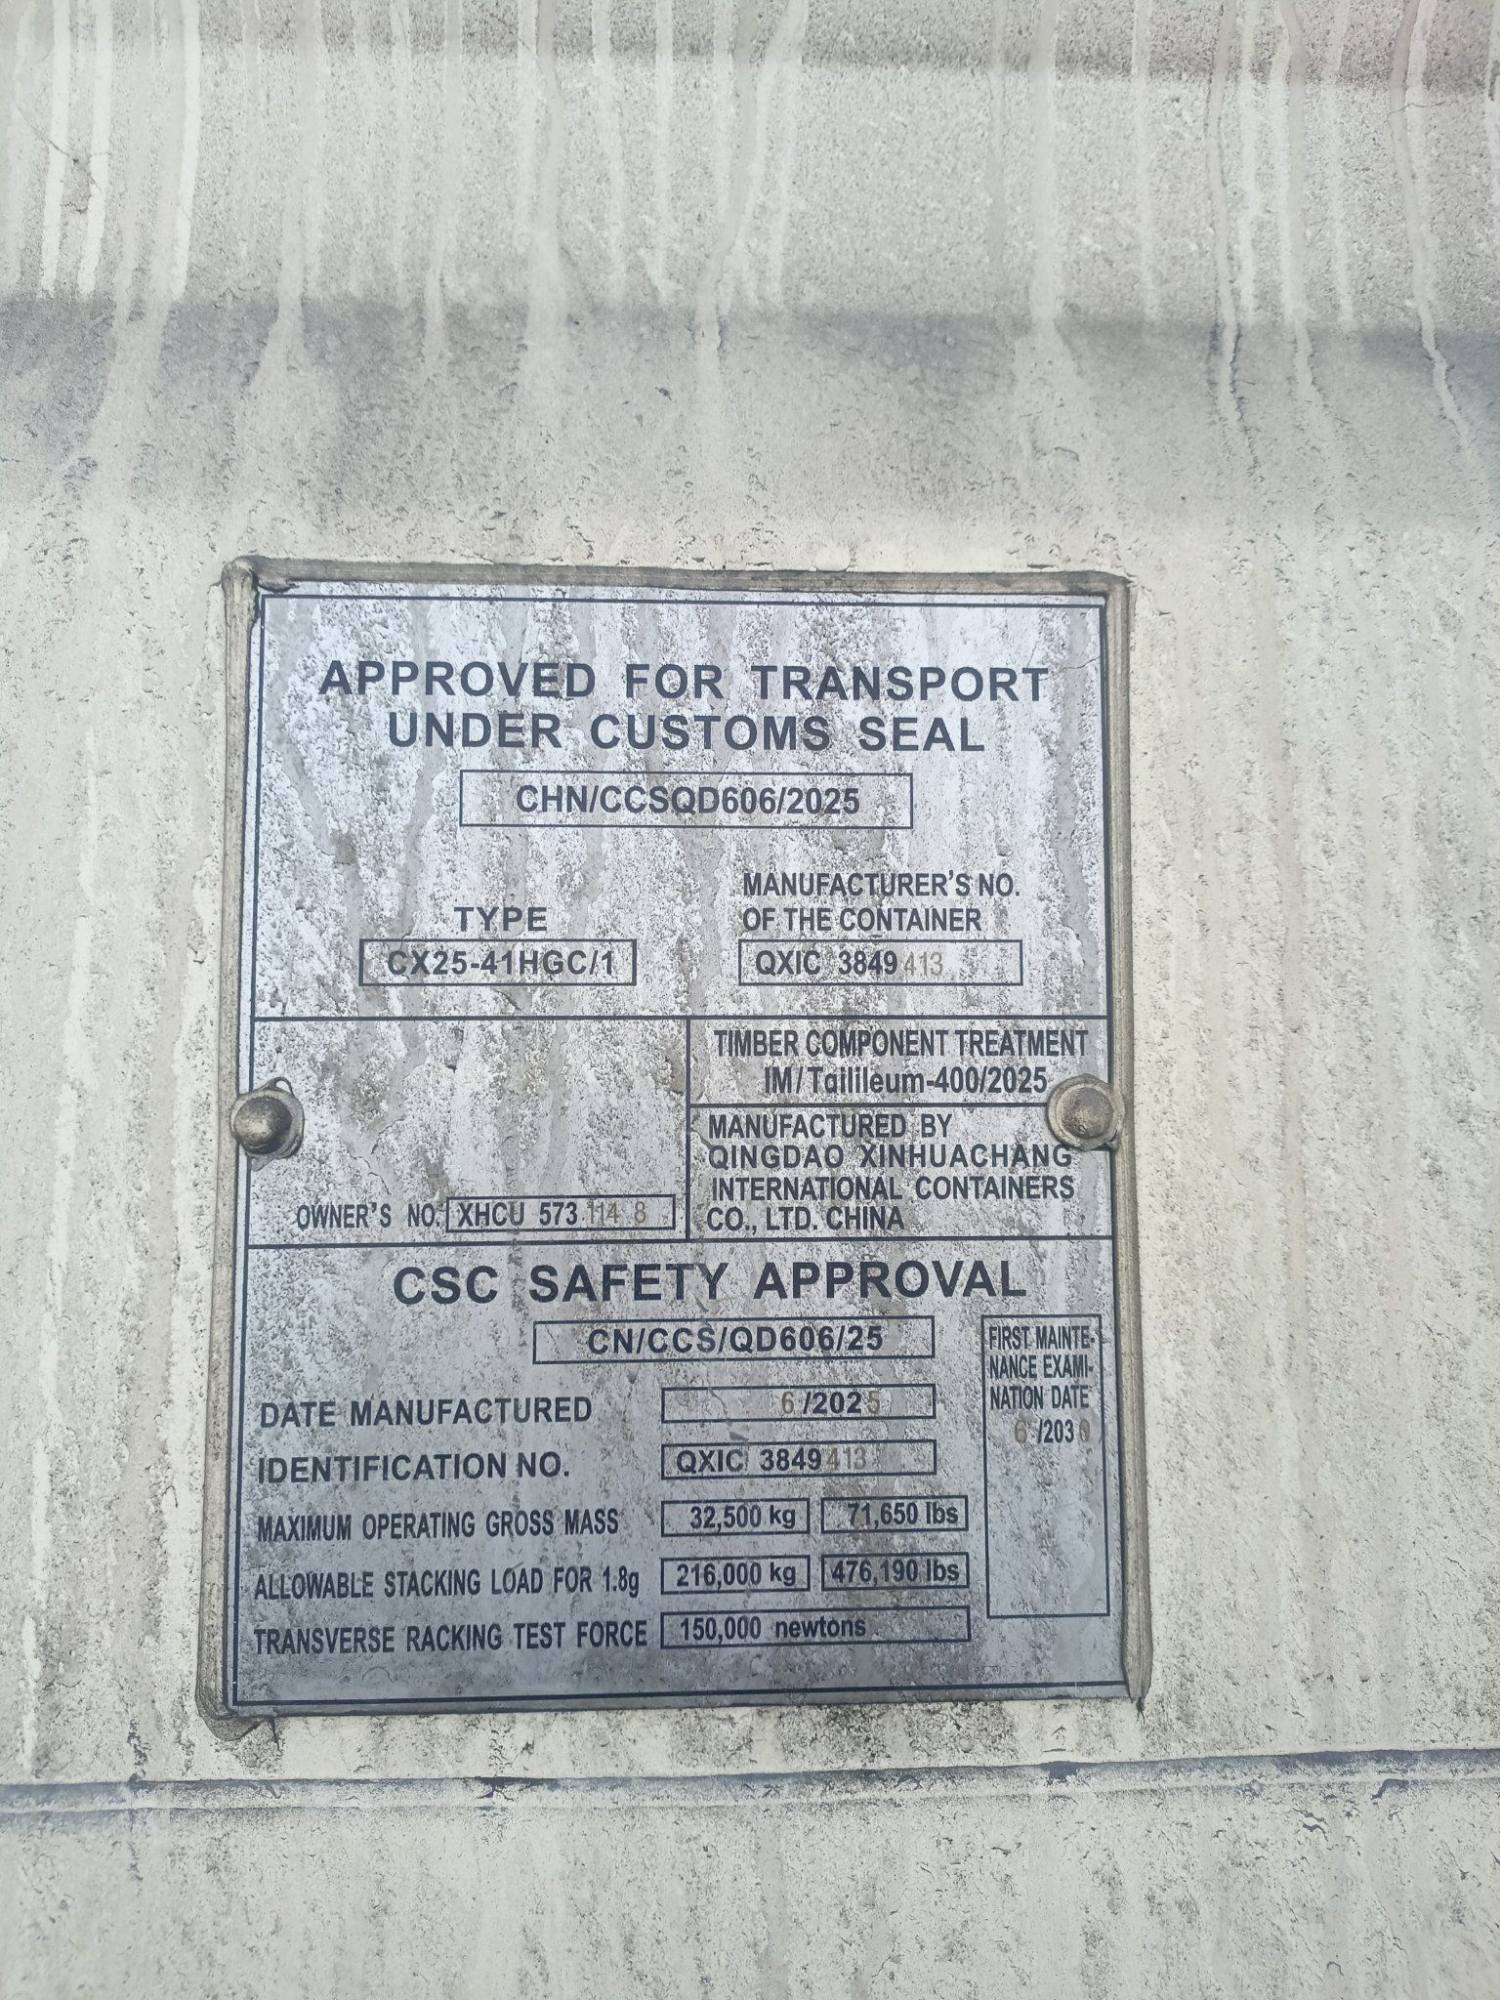 APPROVED FOR TRANSPORT
UNDER CUSTOMS SEAL
CHN/CCSQD606/2025
TYPE
CX25-41HGC/1
MANUFACTURER'S NO.
OF THE CONTAINER
QXIC 3849413
TIMBER COMPONENT TREATMENT
IM/Tailileum-400/2025
MANUFACTURED BY
QINGDAO XINHUACHANG
INTERNATIONAL CONTAINERS
CO., LTD. CHINA
OWNER'S NO. XHCU 573 114 8
CSC SAFETY APPROVAL
CN/CCS/QD606/25
DATE MANUFACTURED 6/2025
IDENTIFICATION NO. QXIC 3849413
MAXIMUM OPERATING GROSS MASS 32,500 kg 71,650 lbs
ALLOWABLE STACKING LOAD FOR 1.8g 216,000 kg 476,190 lbs
TRANSVERSE RACKING TEST FORCE 150,000 newtons
FIRST MAINTE-
NANCE EXAMI-
NATION DATE
6/2030